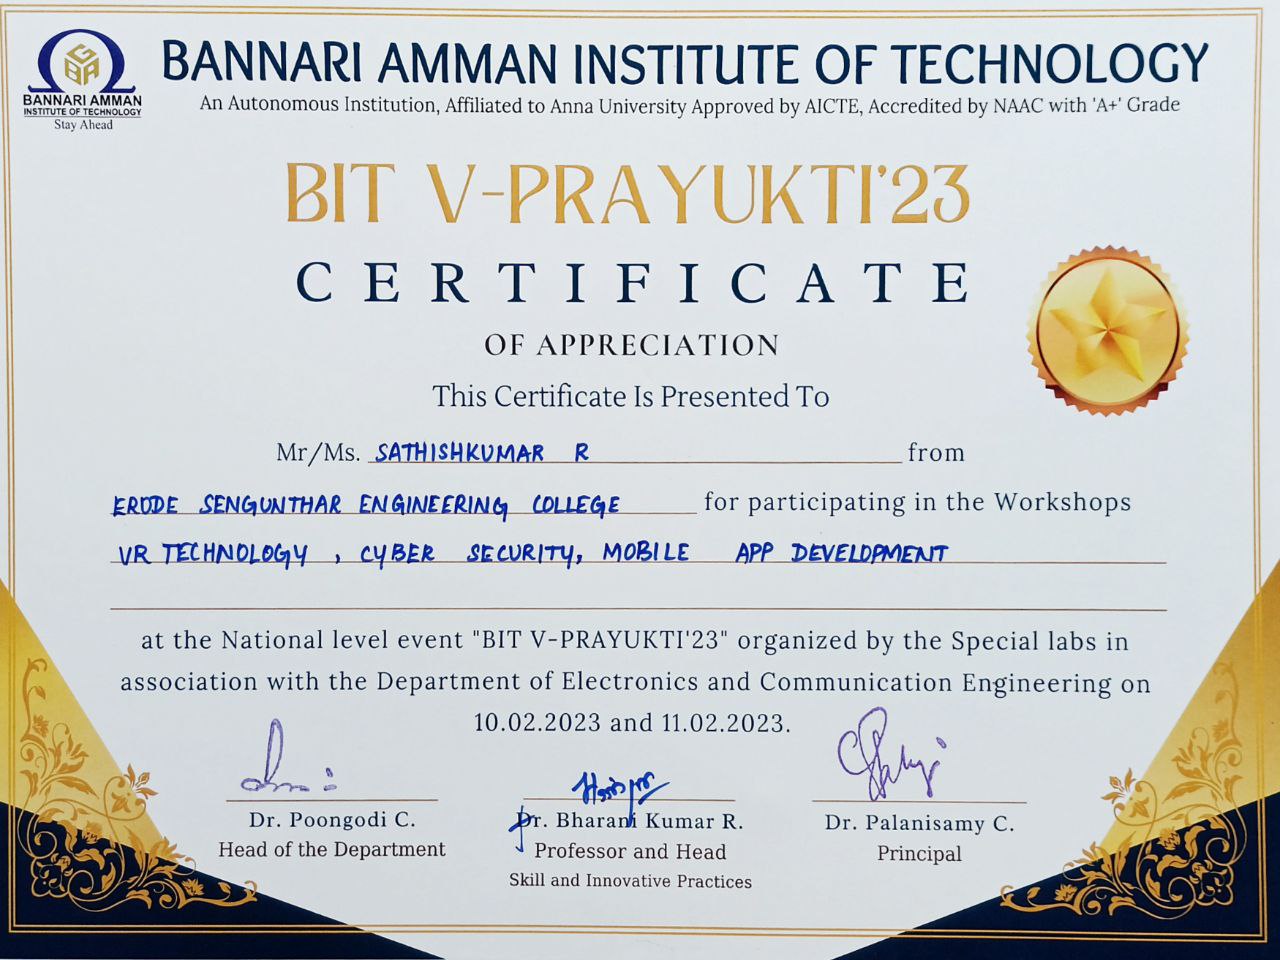 BANNARI AMMAN INSTITUTE OF TECHNOLOGY
BANNARI AMMAN
INSTITUTE OF TECHNOLOGY
Stay Ahead
An Autonomous Institution, Affiliated to Anna University Approved by AICTE, Accredited by NAAC with 'A+' Grade
BIT V-PRAYUKTI'23
CERTIFICATE
OF APPRECIATION
This Certificate Is Presented To
Mr/Ms. SATHISHKUMAR R from
ERODE SENGUNTHAR ENGINEERING COLLEGE for participating in the Workshops
VR TECHNOLOGY , CYBER SECURITY, MOBILE APP DEVELOPMENT
at the National level event "BIT V-PRAYUKTI'23" organized by the Special labs in
association with the Department of Electronics and Communication Engineering on
10.02.2023 and 11.02.2023.
Dr. Poongodi C.
Head of the Department
Dr. Bharani Kumar R.
Professor and Head
Skill and Innovative Practices
Dr. Palanisamy C.
Principal